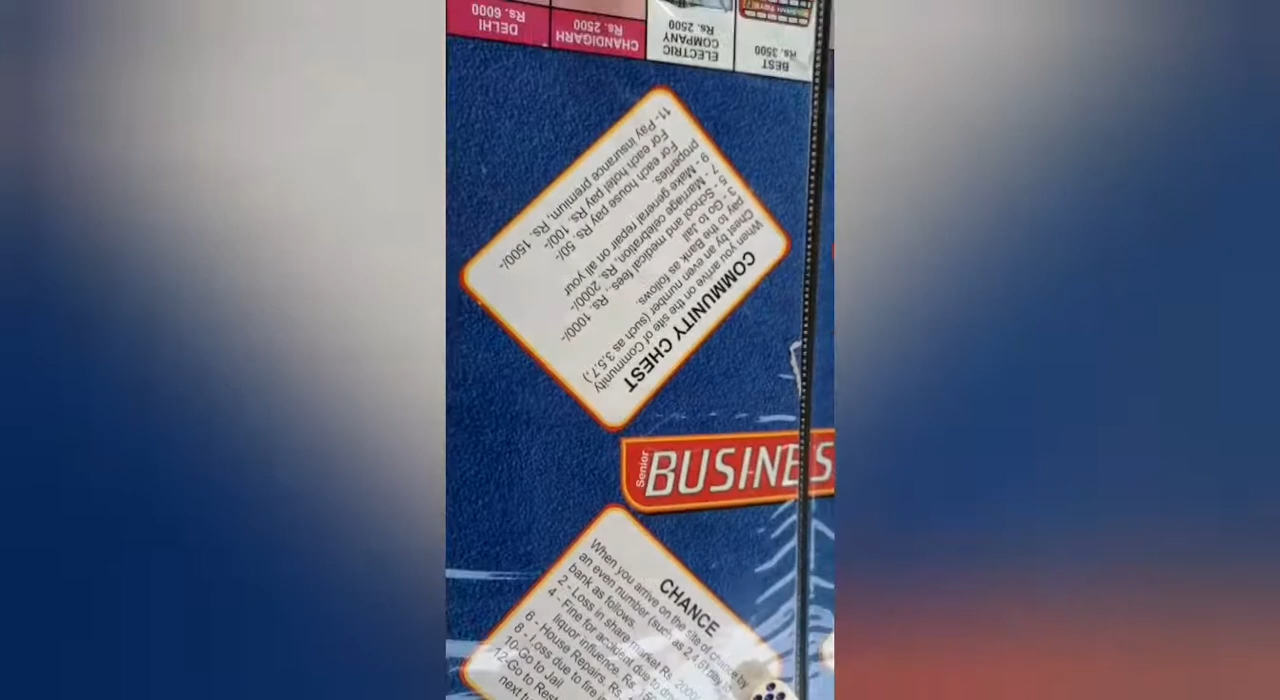 DELHI
Rs. 6000
CHANDIGARH
Rs. 2500
ELECTRIC
COMPANY
Rs. 2500
BEST
Rs. 3500
COMMUNITY CHEST
When you arrive on the site of Community
Chest by an even number (such as 3,5,7,)
pay to the Bank as follows.
3 - Go to Jail
5 - School and medical fees., Rs. 1000/-
7 - Marriage celebration, Rs. 2000/-
9 - Make general repair on all your
properties.
For each house pay Rs. 50/-
For each hotel pay Rs. 100/-
11- Pay insurance premium, Rs. 1500/-
Senior
BUSINES
CHANCE
When you arrive on the site of chance by
an even number (such as 2,4,6) pay
bank as follows.
2 - Loss in share market Rs. 2000
4 - Fine for accident due to
liquor influence, Rs.
6 - House Repairs, Rs.
8 - Loss due to fire
10-Go to Jail
12-Go to Rest
next